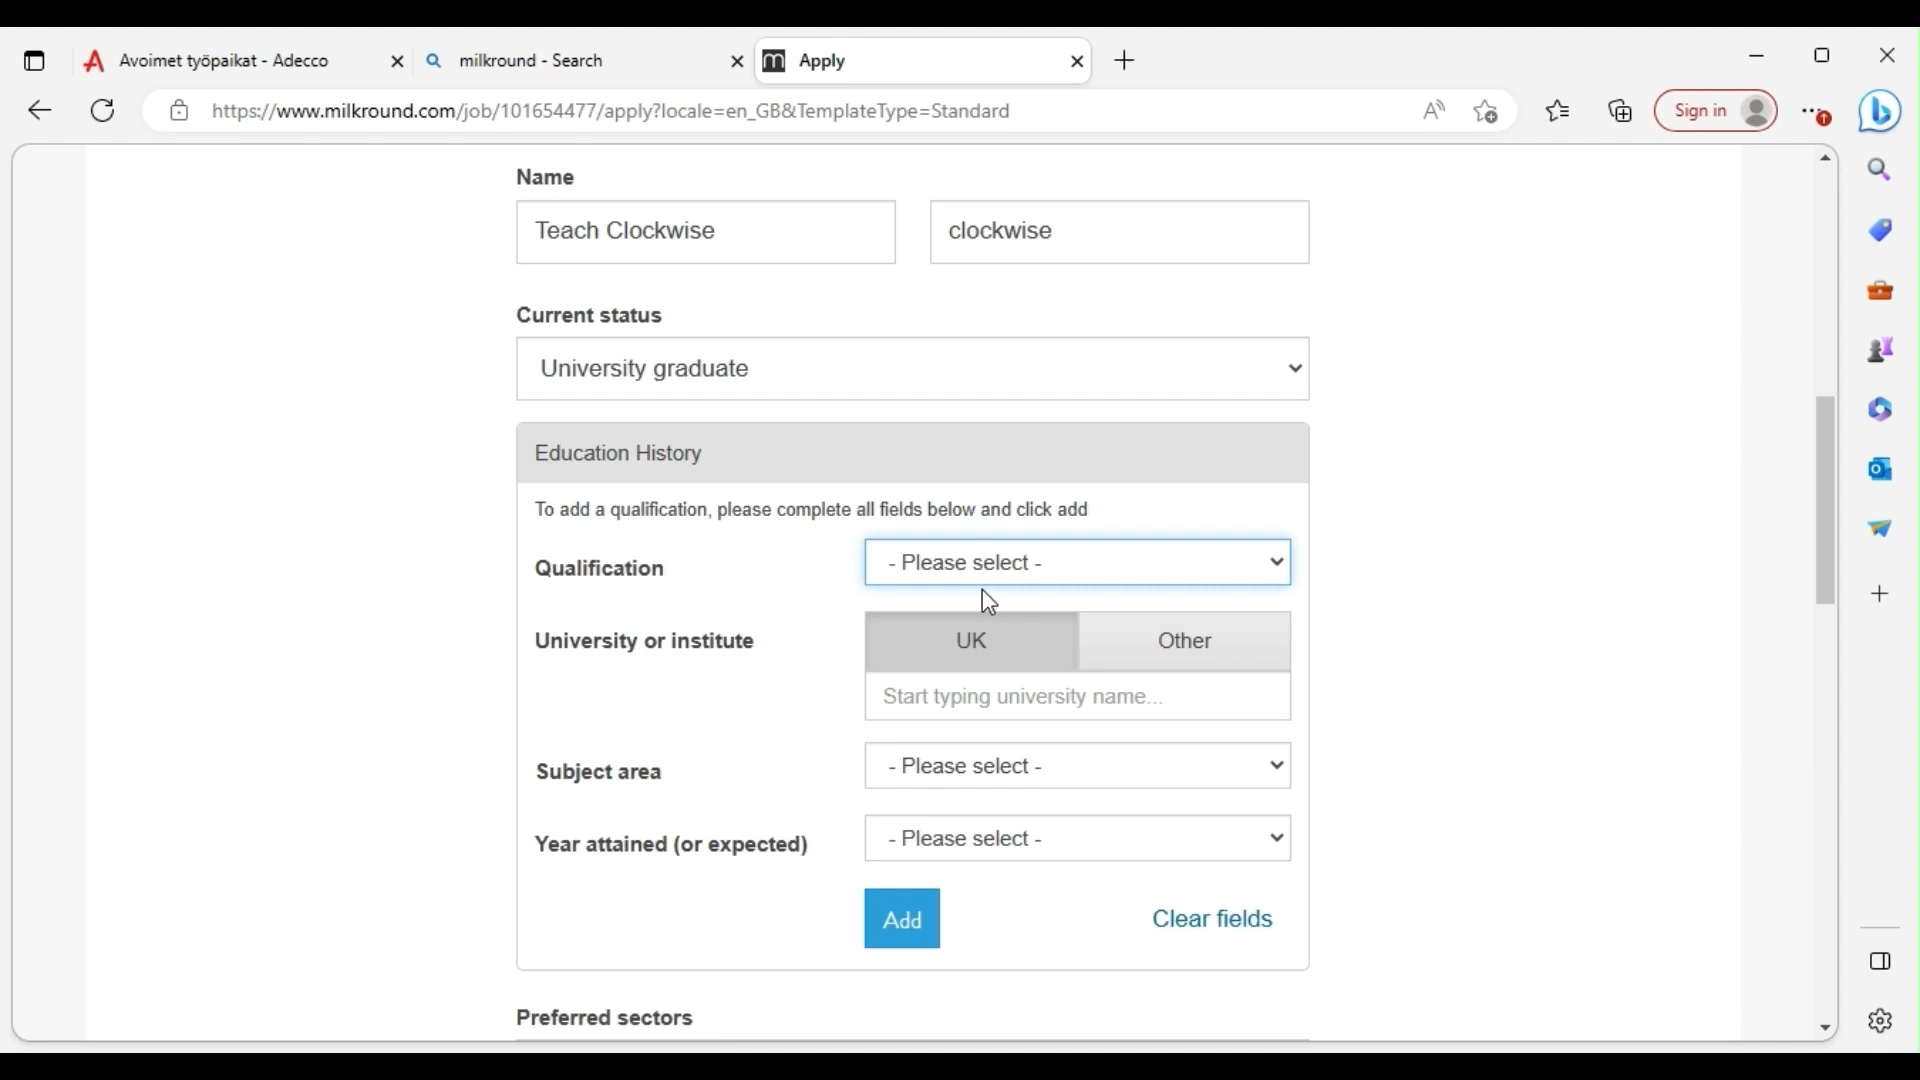 Avoimet työpaikat - Adecco
milkround - Search
Apply
https://www.milkround.com/job/101654477/apply?locale=en_GB&TemplateType=Standard
Sign in
Name
Teach Clockwise
clockwise
Current status
University graduate
Education History
To add a qualification, please complete all fields below and click add
Qualification
- Please select -
University or institute
UK
Other
Start typing university name...
Subject area
- Please select -
Year attained (or expected)
- Please select -
Add
Clear fields
Preferred sectors